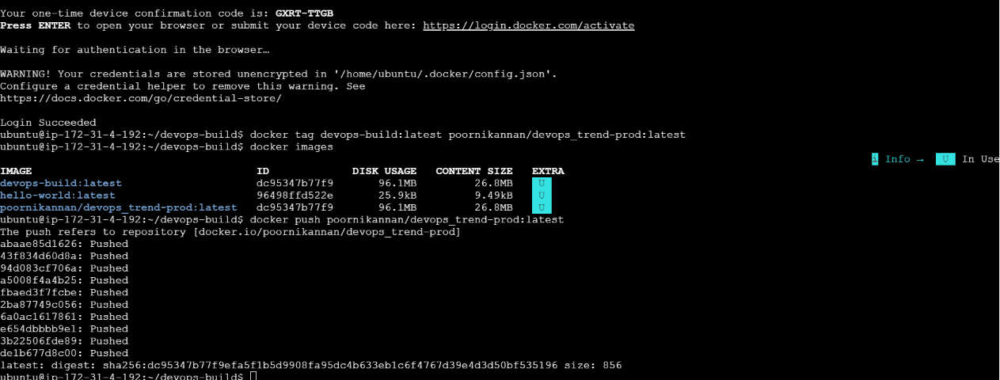 Your one-time device confirmation code is: GXRT-TTGB
Press ENTER to open your browser or submit your device code here: https://login.docker.com/activate
Waiting for authentication in the browser…
WARNING! Your credentials are stored unencrypted in '/home/ubuntu/.docker/config.json'.
Configure a credential helper to remove this warning. See
https://docs.docker.com/go/credential-store/
Login Succeeded
ubuntu@ip-172-31-4-192:~/devops-build$ docker tag devops-build:latest poornikannan/devops_trend-prod:latest
ubuntu@ip-172-31-4-192:~/devops-build$ docker images
i Info → U In Use
IMAGE ID DISK USAGE CONTENT SIZE EXTRA
devops-build:latest dc95347b77f9 96.1MB 26.8MB U
hello-world:latest 96498ffd522e 25.9kB 9.49kB U
poornikannan/devops_trend-prod:latest dc95347b77f9 96.1MB 26.8MB U
ubuntu@ip-172-31-4-192:~/devops-build$ docker push poornikannan/devops_trend-prod:latest
The push refers to repository [docker.io/poornikannan/devops_trend-prod]
abaae85d1626: Pushed
43f834d60d8a: Pushed
94d083cf706a: Pushed
a5008f4a4b25: Pushed
fbaed3f7fcbe: Pushed
2ba87749c056: Pushed
6a0ac1617861: Pushed
e654dbbbb9e1: Pushed
3b22506fde89: Pushed
de1b677d8c00: Pushed
latest: digest: sha256:dc95347b77f9efa5f1b5d9908fa95dc4b633eb1c6f4767d39e4d3d50bf535196 size: 856
ubuntu@ip-172-31-4-192:~/devops-build$